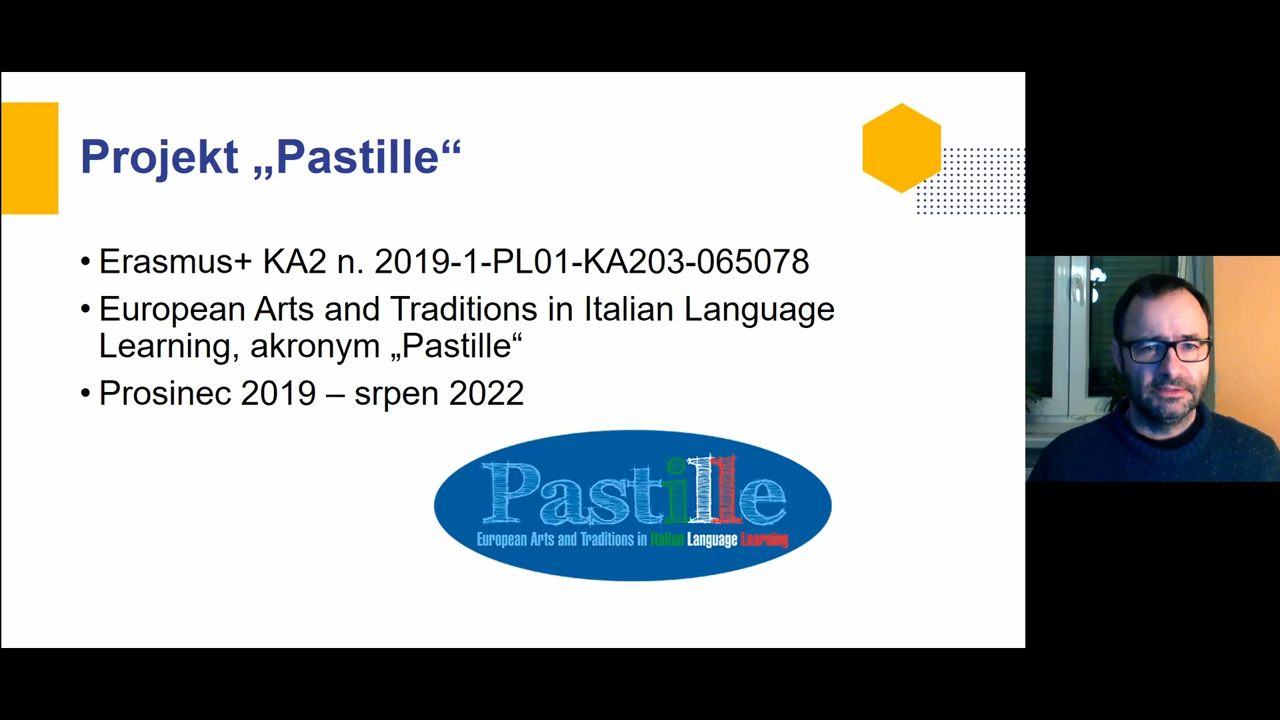 Projekt „Pastille“
• Erasmus+ KA2 n. 2019-1-PL01-KA203-065078
• European Arts and Traditions in Italian Language
Learning, akronym „Pastille“
• Prosinec 2019 – srpen 2022
Pastille
European Arts and Traditions in Italian Language Learning